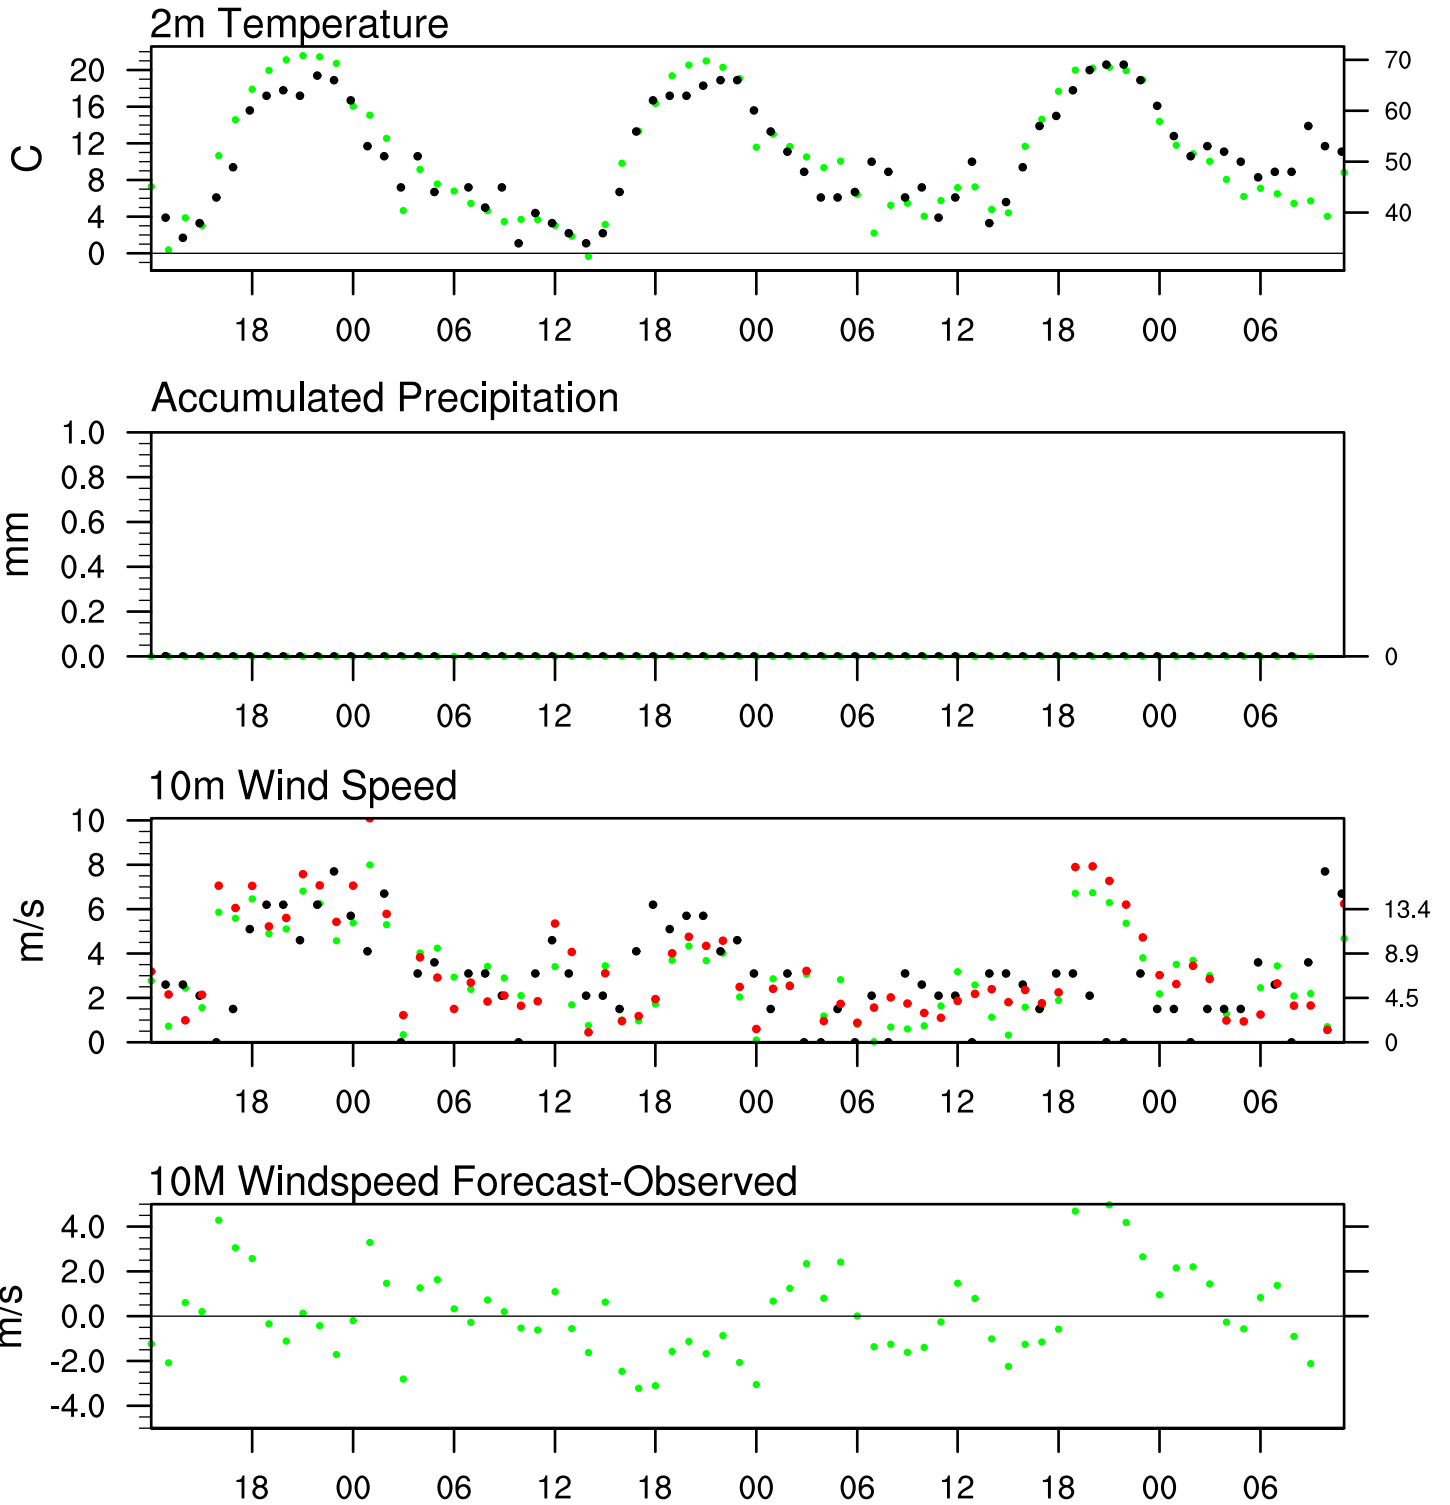 2m Temperature
20
16
12
8
4
0
C
70
60
50
40
18 00 06 12 18 00 06 12 18 00 06
Accumulated Precipitation
1.0
0.8
0.6
0.4
0.2
0.0
mm
0
18 00 06 12 18 00 06 12 18 00 06
10m Wind Speed
10
8
6
4
2
0
m/s
13.4
8.9
4.5
0
18 00 06 12 18 00 06 12 18 00 06
10M Windspeed Forecast-Observed
4.0
2.0
0.0
-2.0
-4.0
m/s
18 00 06 12 18 00 06 12 18 00 06